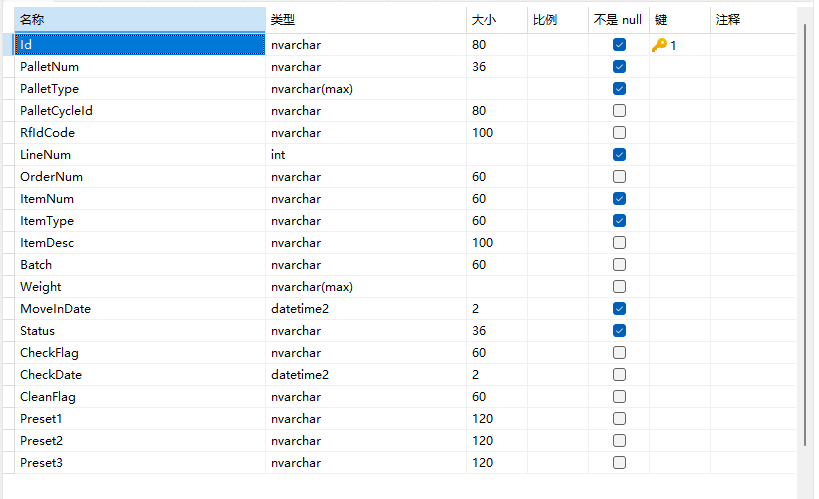 名称 类型 大小 比例 不是 null 键 注释
Id nvarchar 80 1
PalletNum nvarchar 36
PalletType nvarchar(max)
PalletCycleId nvarchar 80
RfIdCode nvarchar 100
LineNum int
OrderNum nvarchar 60
ItemNum nvarchar 60
ItemType nvarchar 60
ItemDesc nvarchar 100
Batch nvarchar 60
Weight nvarchar(max)
MoveInDate datetime2 2
Status nvarchar 36
CheckFlag nvarchar 60
CheckDate datetime2 2
CleanFlag nvarchar 60
Preset1 nvarchar 120
Preset2 nvarchar 120
Preset3 nvarchar 120